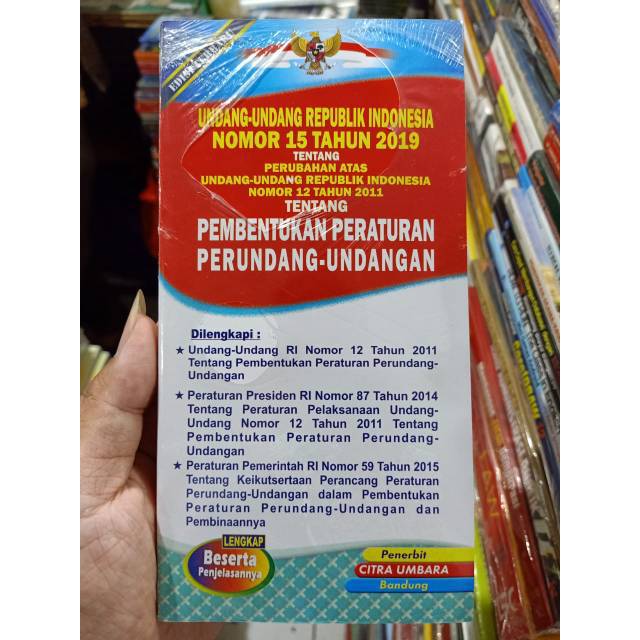 EDISI TERBARU
UNDANG-UNDANG REPUBLIK INDONESIA
NOMOR 15 TAHUN 2019
TENTANG
PERUBAHAN ATAS
UNDANG-UNDANG REPUBLIK INDONESIA
NOMOR 12 TAHUN 2011
TENTANG
PEMBENTUKAN PERATURAN
PERUNDANG-UNDANGAN
Dilengkapi :
★ Undang-Undang RI Nomor 12 Tahun 2011
Tentang Pembentukan Peraturan Perundang-
Undangan
★ Peraturan Presiden RI Nomor 87 Tahun 2014
Tentang Peraturan Pelaksanaan Undang-
Undang Nomor 12 Tahun 2011 Tentang
Pembentukan Peraturan Perundang-
Undangan
★ Peraturan Pemerintah RI Nomor 59 Tahun 2015
Tentang Keikutsertaan Perancang Peraturan
Perundang-Undangan dalam Pembentukan
Peraturan Perundang-Undangan dan
Pembinaannya
LENGKAP
Beserta
Penjelasannya
Penerbit
CITRA UMBARA
Bandung